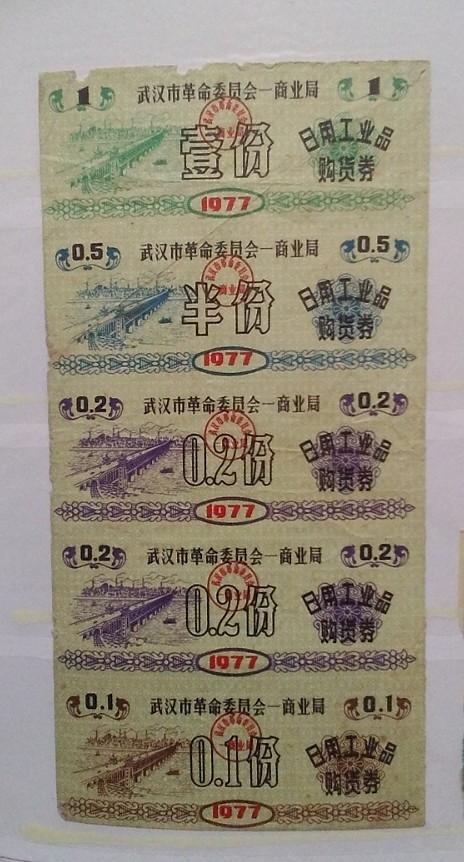 1 武汉市革命委员会一商业局 1
壹份 日用工业品
购货券
1977
0.5 武汉市革命委员会一商业局 0.5
半份 日用工业品
购货券
1977
0.2 武汉市革命委员会一商业局 0.2
0.2份 日用工业品
购货券
1977
0.2 武汉市革命委员会一商业局 0.2
0.2份 日用工业品
购货券
1977
0.1 武汉市革命委员会一商业局 0.1
0.1份 日用工业品
购货券
1977